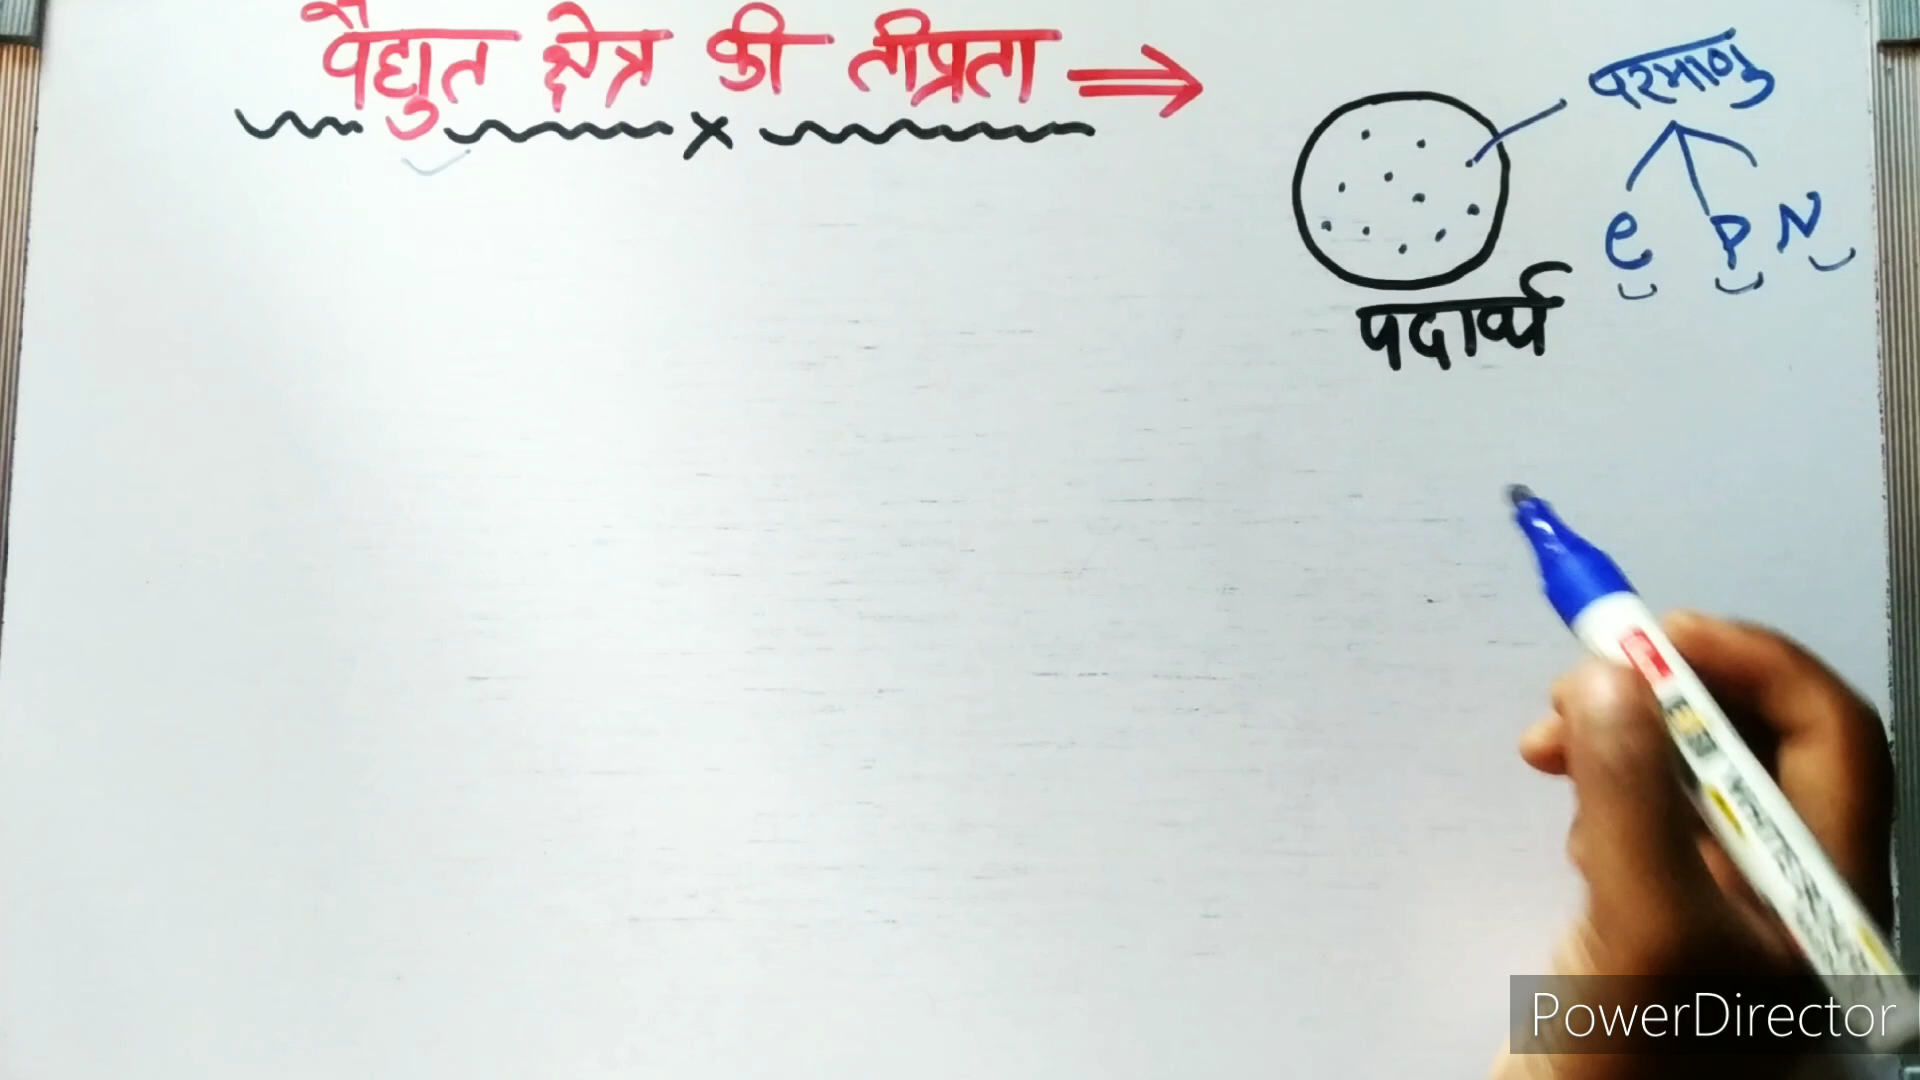 वैद्युत क्षेत्र की तीव्रता
परमाणु
e P N
पदार्थ
PowerDirector